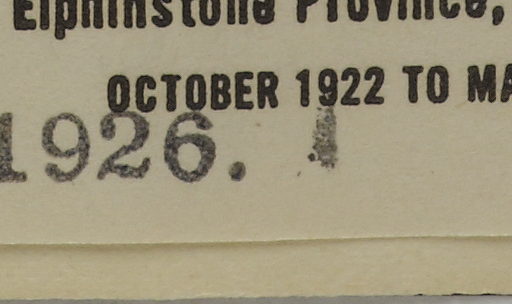 Elphinstone Province,
OCTOBER 1922 TO MA
1926.